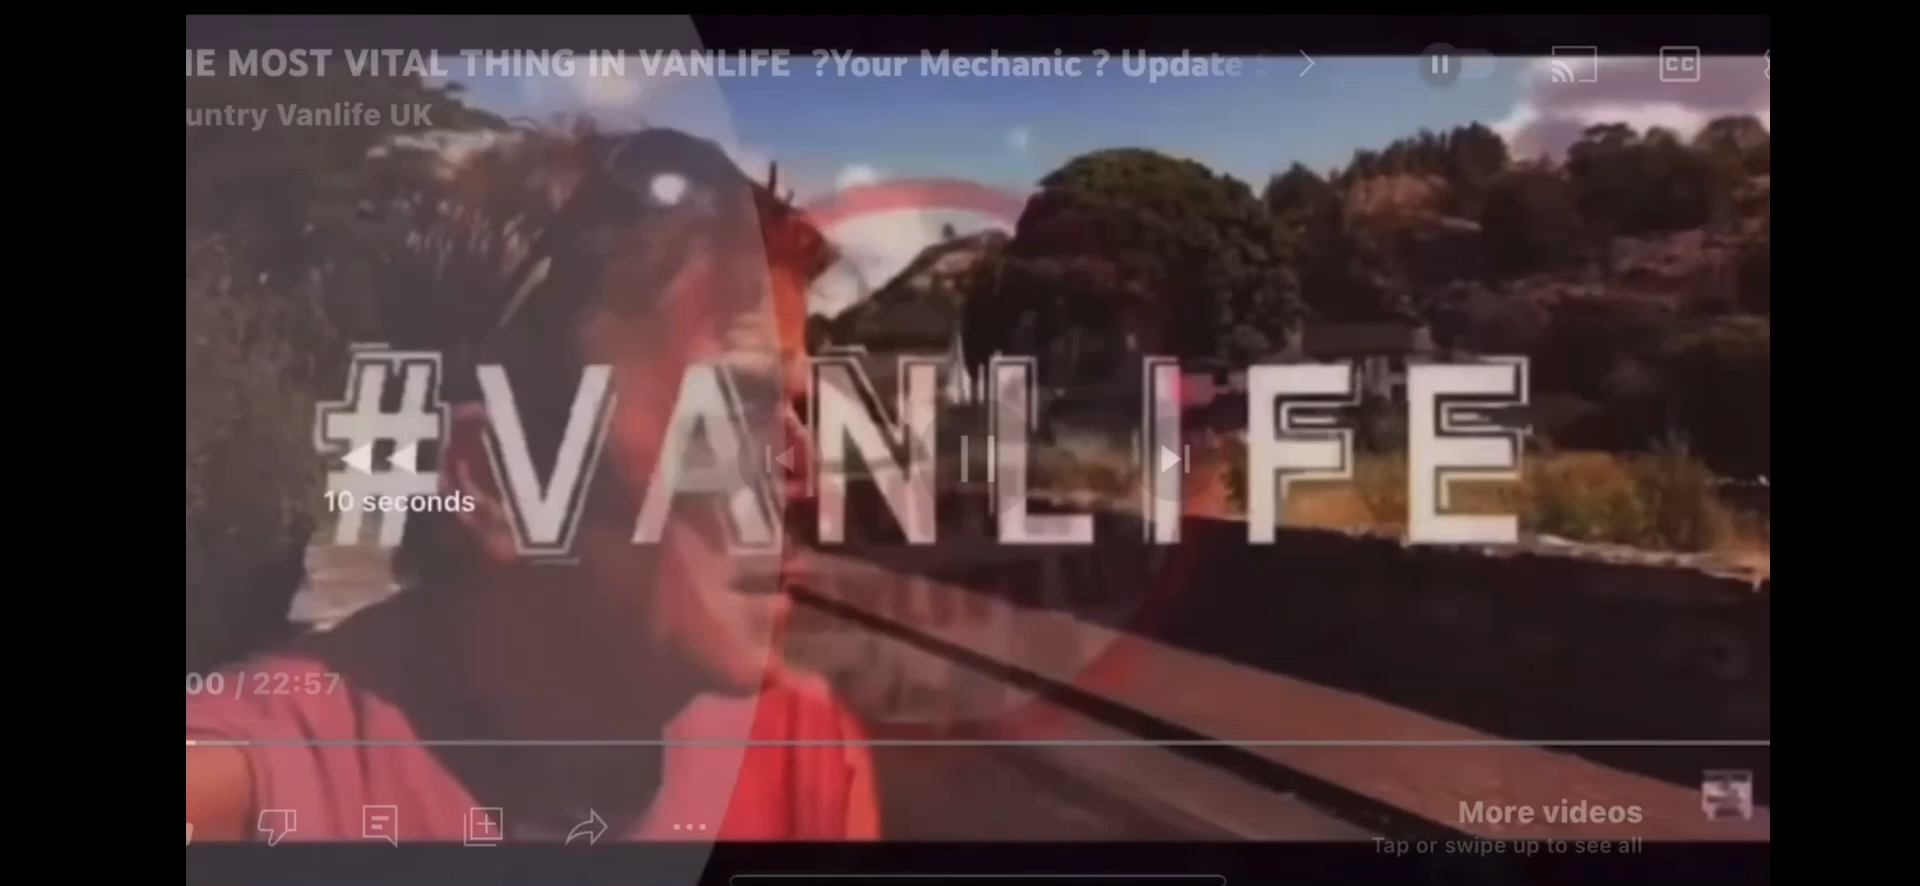 E MOST VITAL THING IN VANLIFE ?Your Mechanic ? Update
untry Vanlife UK
CC
#VANLIFE
10 seconds
00 / 22:57
More videos
Tap or swipe up to see all